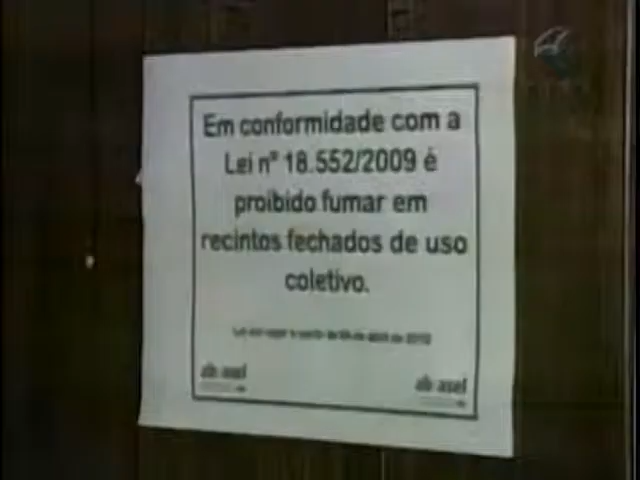 Em conformidade com a
Lei nº 18.552/2009 é
proibido fumar em
recintos fechados de uso
coletivo.